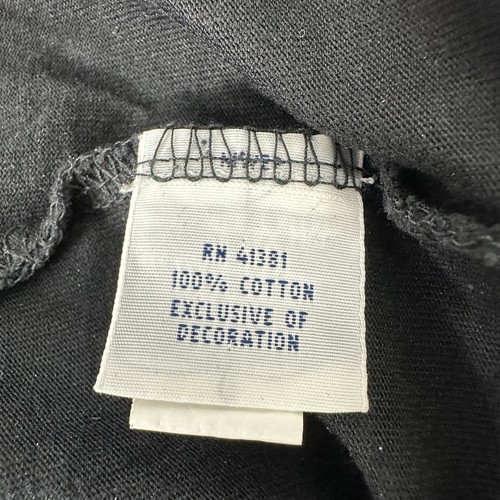 RN 41381
100% COTTON
EXCLUSIVE OF
DECORATION